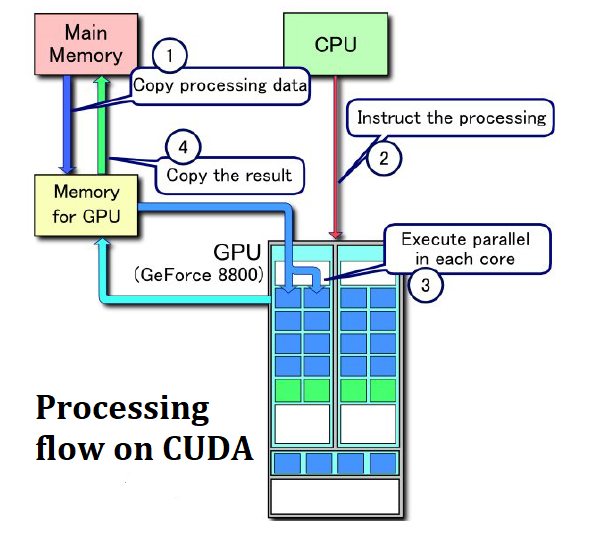 Main
Memory
CPU
1
Copy processing data
Instruct the processing
2
4
Copy the result
Memory
for GPU
GPU
(GeForce 8800)
Execute parallel
in each core
3
Processing
flow on CUDA